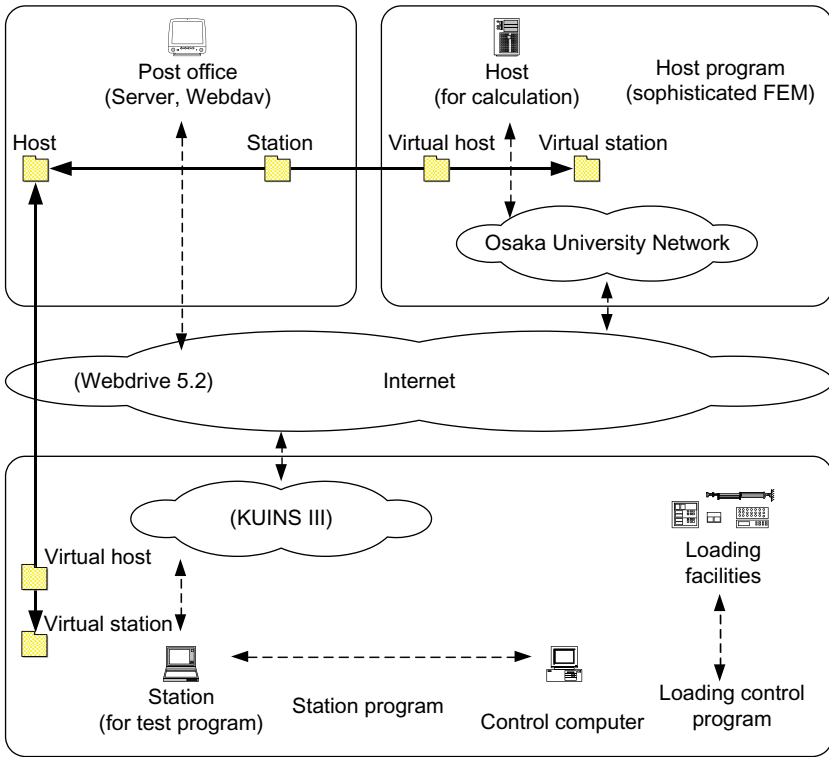 Post office
(Server, Webdav)
Host
Station
Host
(for calculation)
Host program
(sophisticated FEM)
Virtual host
Virtual station
Osaka University Network
(Webdrive 5.2)
Internet
(KUINS III)
Virtual host
Virtual station
Station
(for test program)
Station program
Control computer
Loading
facilities
Loading control
program